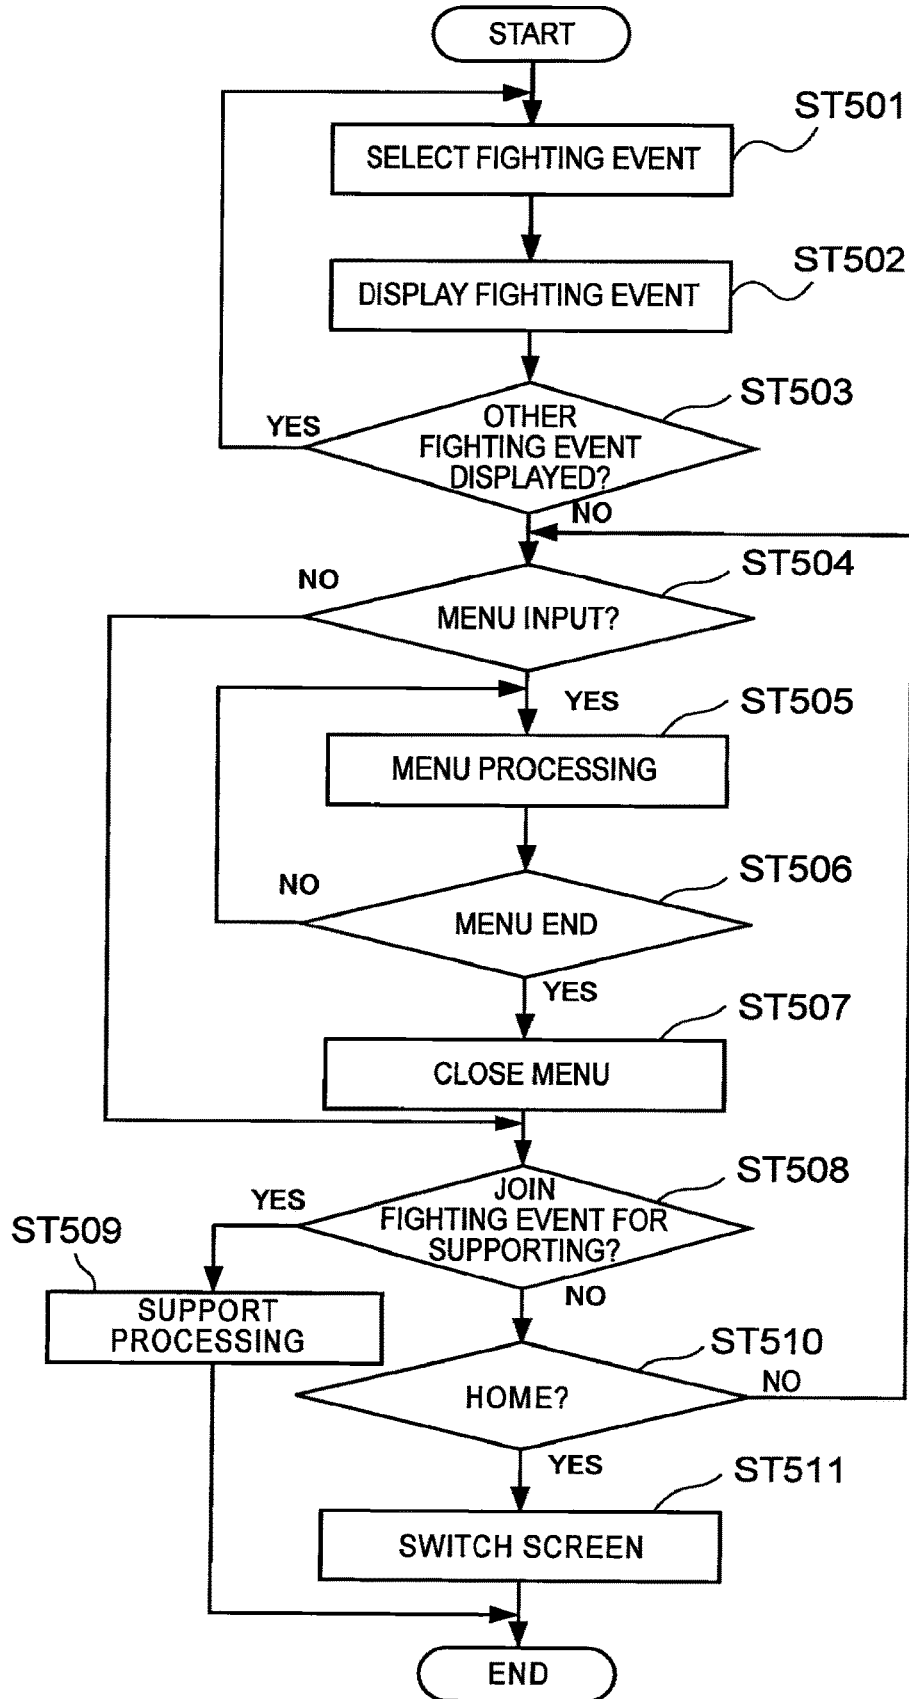 START
ST501
SELECT FIGHTING EVENT
ST502
DISPLAY FIGHTING EVENT
ST503
YES
OTHER
FIGHTING EVENT
DISPLAYED?
NO
ST504
NO
MENU INPUT?
YES
ST505
MENU PROCESSING
ST506
NO
MENU END
YES
ST507
CLOSE MENU
ST508
YES
JOIN
FIGHTING EVENT FOR
SUPPORTING?
ST509
NO
SUPPORT
PROCESSING
ST510
HOME?
NO
YES
ST511
SWITCH SCREEN
END